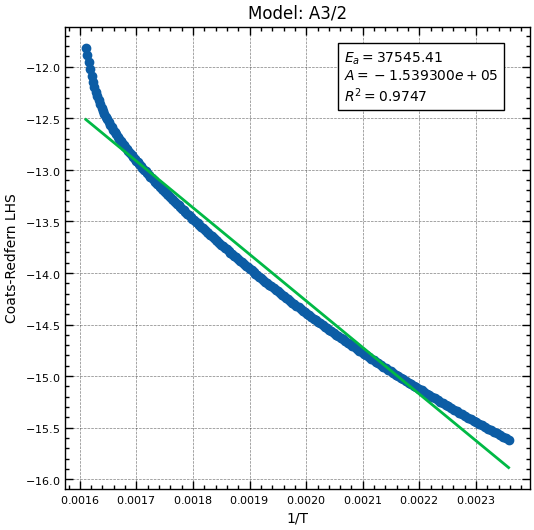 Model: A3/2
Eₐ = 37545.41
A = −1.539300e + 05
R² = 0.9747
Coats-Redfern LHS
−12.0
−12.5
−13.0
−13.5
−14.0
−14.5
−15.0
−15.5
−16.0
0.0016 0.0017 0.0018 0.0019 0.0020 0.0021 0.0022 0.0023
1/T